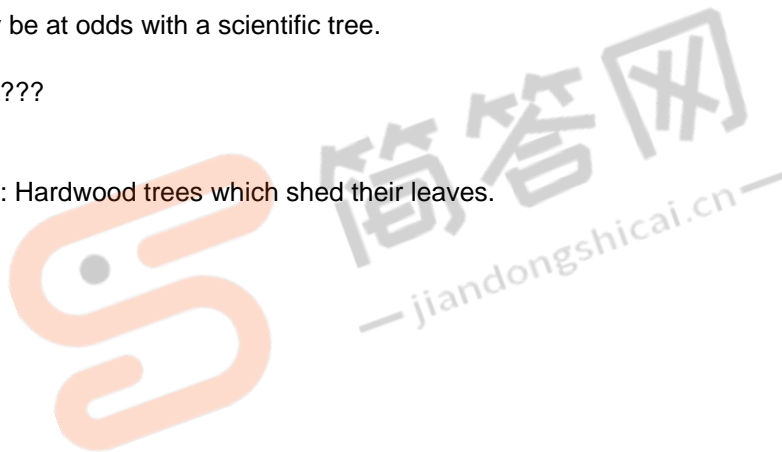 be at odds with a scientific tree.
???
: Hardwood trees which shed their leaves.
简答网
jiandongshicai.cn